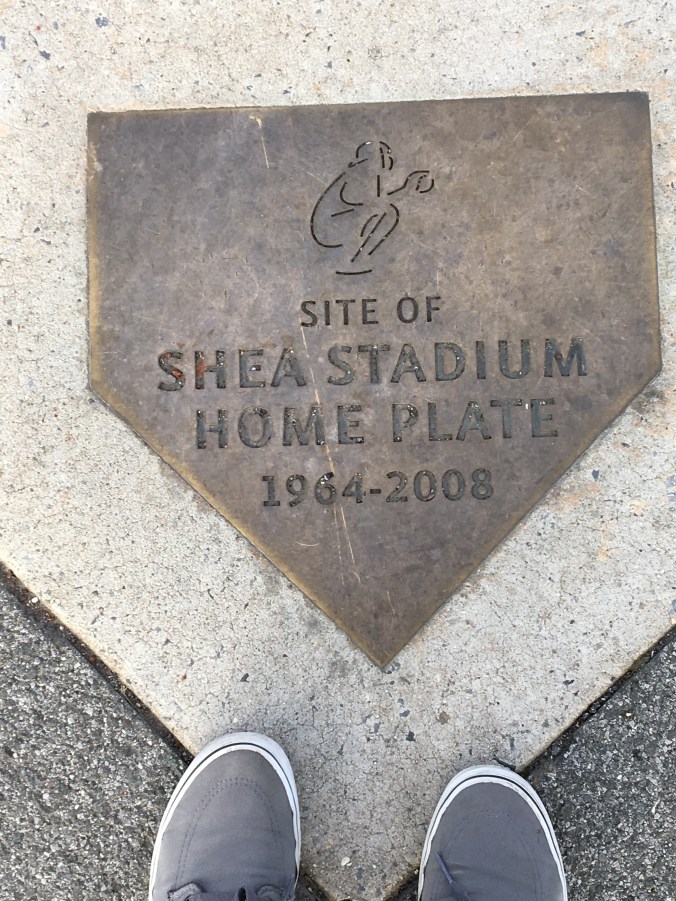 SITE OF
SHEA STADIUM
HOME PLATE
1964-2008